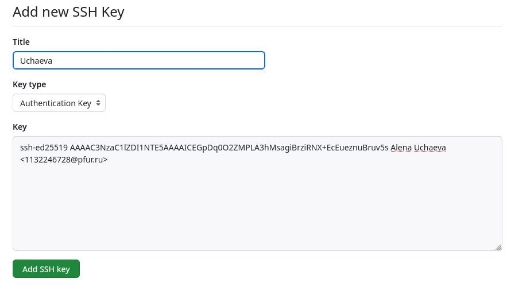 Add new SSH Key
Title
Uchaeva
Key type
Authentication Key
Key
ssh-ed25519 AAAAC3NzaC1lZDI1NTE5AAAAICEGpDq0O2ZMPLA3hMsagiBrziRNX+EcEueznuBruv5s Alena Uchaeva
<1132246728@pfur.ru>
Add SSH key